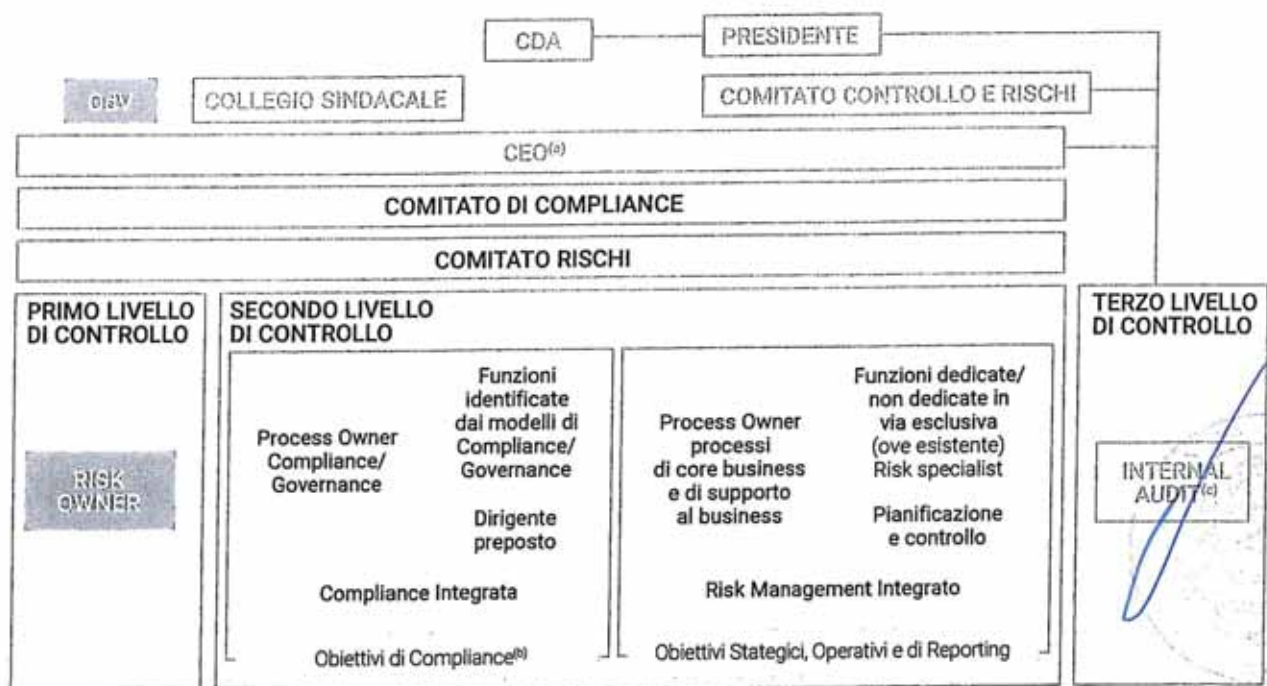 CDA
PRESIDENTE
COLLEGIO SINDACALE
COMITATO CONTROLLO E RISCHI
CEO(a)
COMITATO DI COMPLIANCE
COMITATO RISCHI
PRIMO LIVELLO
DI CONTROLLO
RISK
OWNER
SECONDO LIVELLO
DI CONTROLLO
Process Owner
Compliance/
Governance
Funzioni
identificate
dai modelli di
Compliance/
Governance
Dirigente
preposto
Compliance Integrata
Obiettivi di Compliance(b)
Process Owner
processi
di core business
e di supporto
al business
Funzioni dedicate/
non dedicate in
via esclusiva
(ove esistente)
Risk specialist
Pianificazione
e controllo
Risk Management Integrato
Obiettivi Stategici, Operativi e di Reporting
TERZO LIVELLO
DI CONTROLLO
INTERNAL
AUDIT(c)